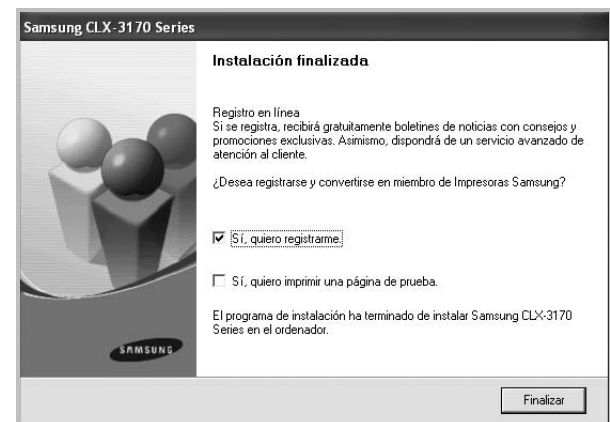 Samsung CLX-3170 Series
Instalación finalizada
Registro en línea
Si se registra, recibirá gratuitamente boletines de noticias con consejos y
promociones exclusivas. Asimismo, dispondrá de un servicio avanzado de
atención al cliente.
¿Desea registrarse y convertirse en miembro de Impresoras Samsung?
Sí, quiero registrarme.
Sí, quiero imprimir una página de prueba.
El programa de instalación ha terminado de instalar Samsung CLX-3170
Series en el ordenador.
SAMSUNG
Finalizar